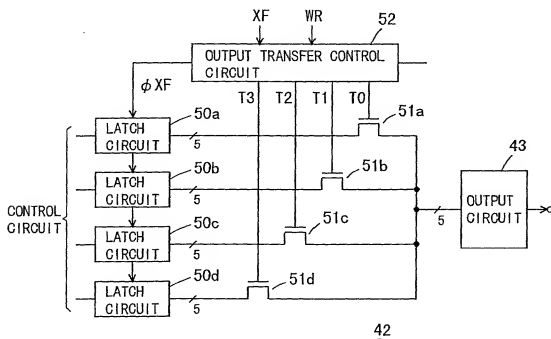 XF WR 52
OUTPUT TRANSFER CONTROL
CIRCUIT
φXF T3 T2 T1 T0
50a 51a
LATCH
CIRCUIT 5
50b 51b 43
LATCH
CIRCUIT 5
OUTPUT
CIRCUIT 5
CONTROL
CIRCUIT
50c 51c
LATCH
CIRCUIT 5
50d 51d
LATCH
CIRCUIT 5
42